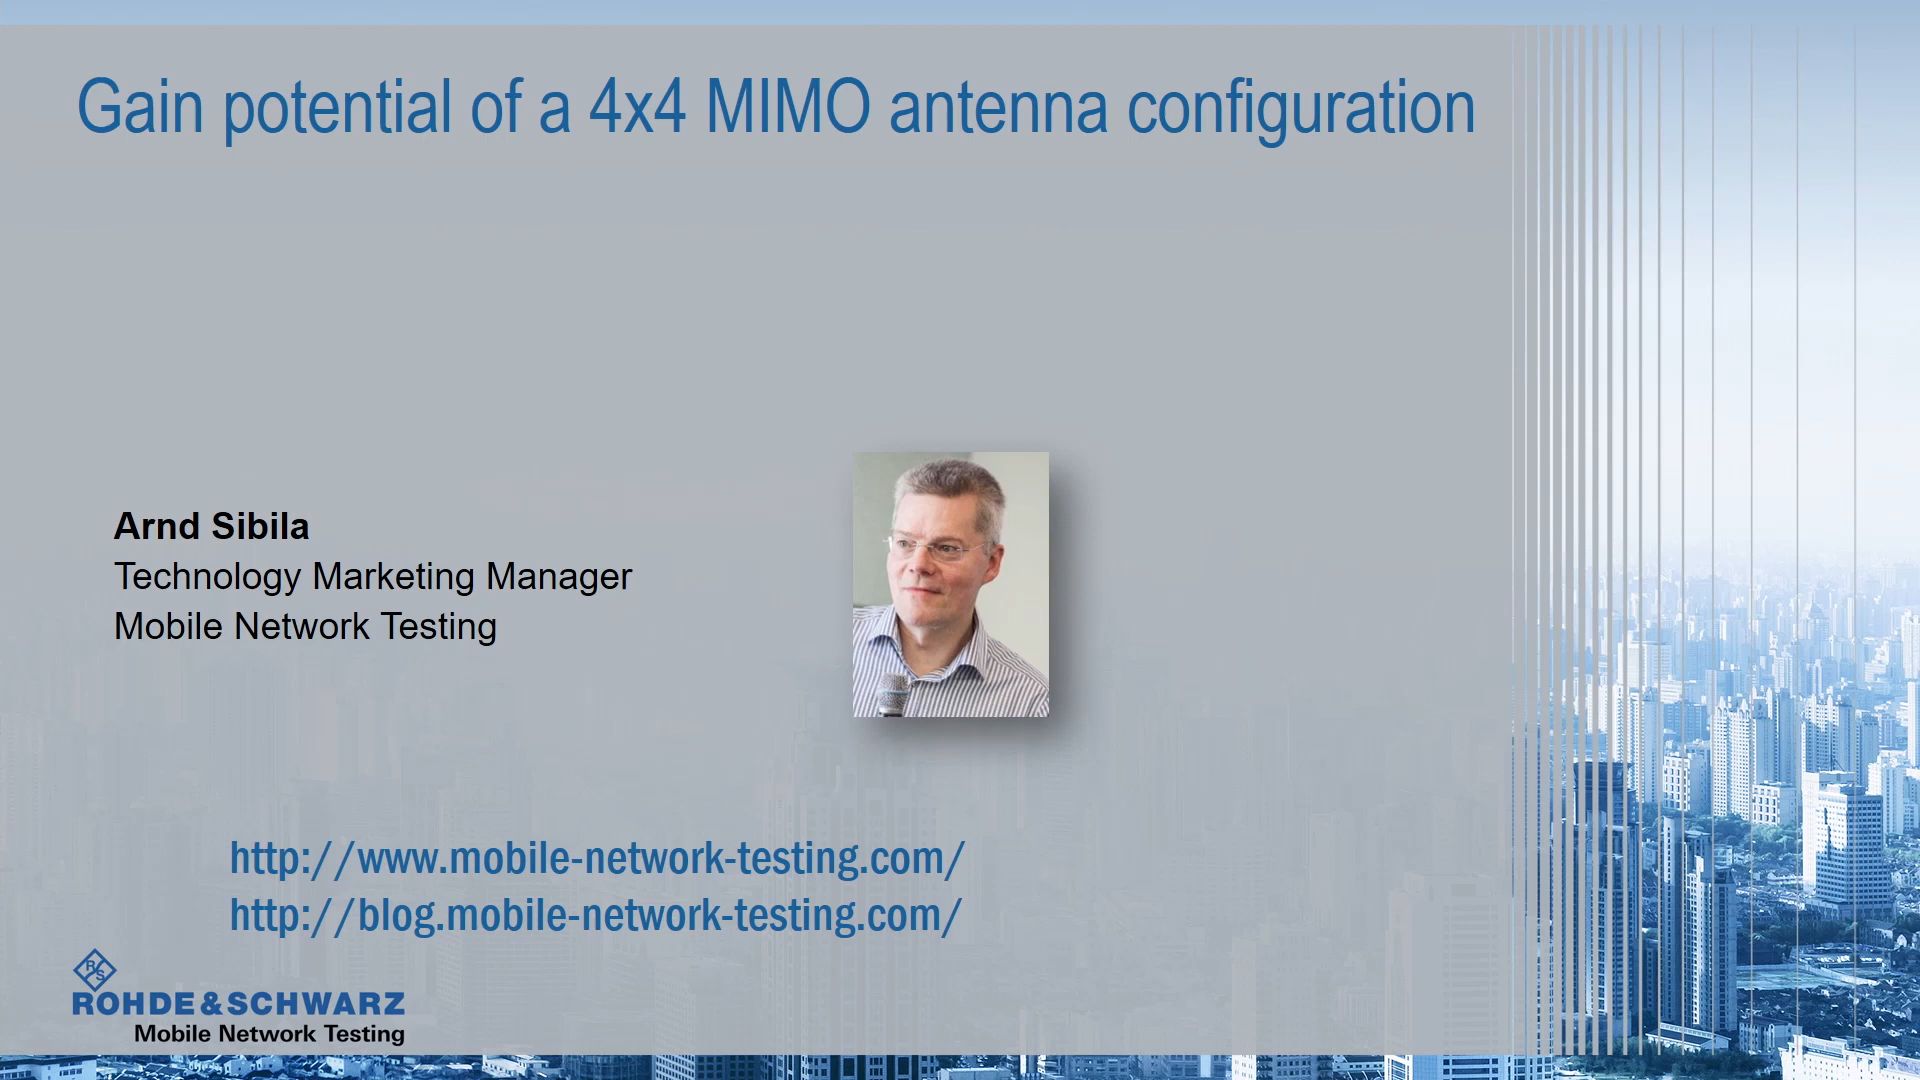 Gain potential of a 4x4 MIMO antenna configuration
Arnd Sibila
Technology Marketing Manager
Mobile Network Testing
http://www.mobile-network-testing.com/
http://blog.mobile-network-testing.com/
R S
ROHDE&SCHWARZ
Mobile Network Testing